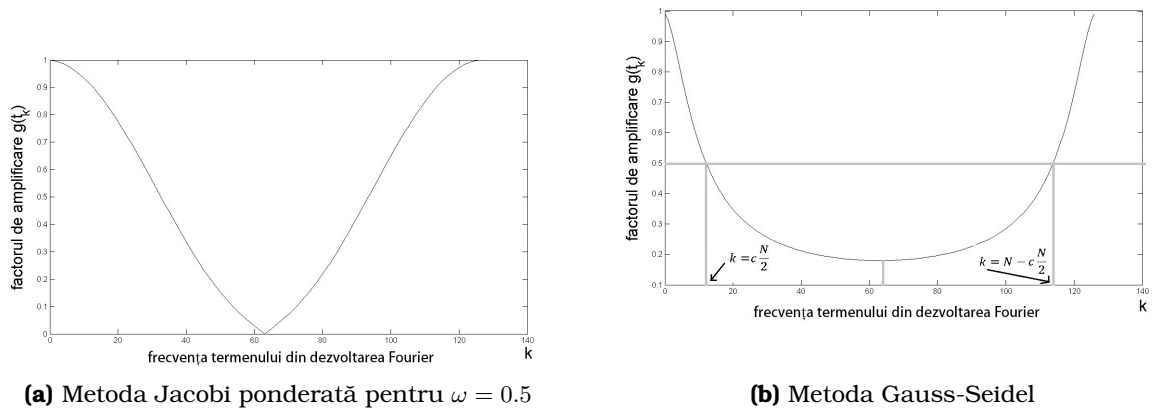 factorul de amplificare g(t_k)
1
0.9
0.8
0.7
0.6
0.5
0.4
0.3
0.2
0.1
0
0 20 40 60 80 100 120 140
k
frecvența termenului din dezvoltarea Fourier
(a) Metoda Jacobi ponderată pentru ω = 0.5
factorul de amplificare g(t_k)
1
0.9
0.8
0.7
0.6
0.5
0.4
0.3
0.2
0.1
k = c N/2
k = N − c N/2
0 20 40 60 80 100 120 140
k
frecvența termenului din dezvoltarea Fourier
(b) Metoda Gauss-Seidel